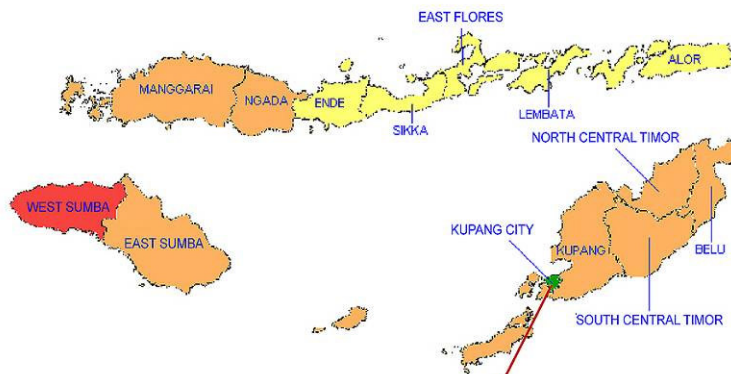 EAST FLORES
ALOR
MANGGARAI
NGADA
ENDE
SIKKA
LEMBATA
NORTH CENTRAL TIMOR
WEST SUMBA
EAST SUMBA
KUPANG CITY
KUPANG
BELU
SOUTH CENTRAL TIMOR